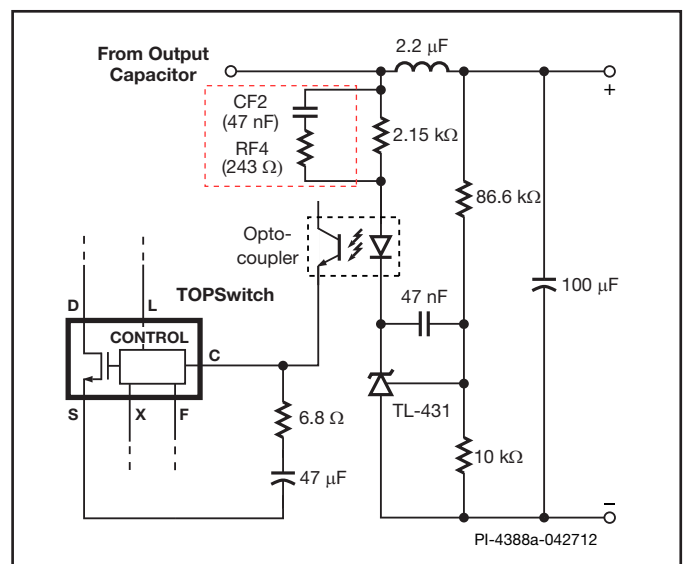 From Output
Capacitor
2.2 μF
+
CF2
(47 nF)
RF4
(243 Ω)
2.15 kΩ
86.6 kΩ
Opto-
coupler
100 μF
47 nF
TOPSwitch
D
L
CONTROL
C
S
X
F
TL-431
6.8 Ω
10 kΩ
47 μF
–
PI-4388a-042712